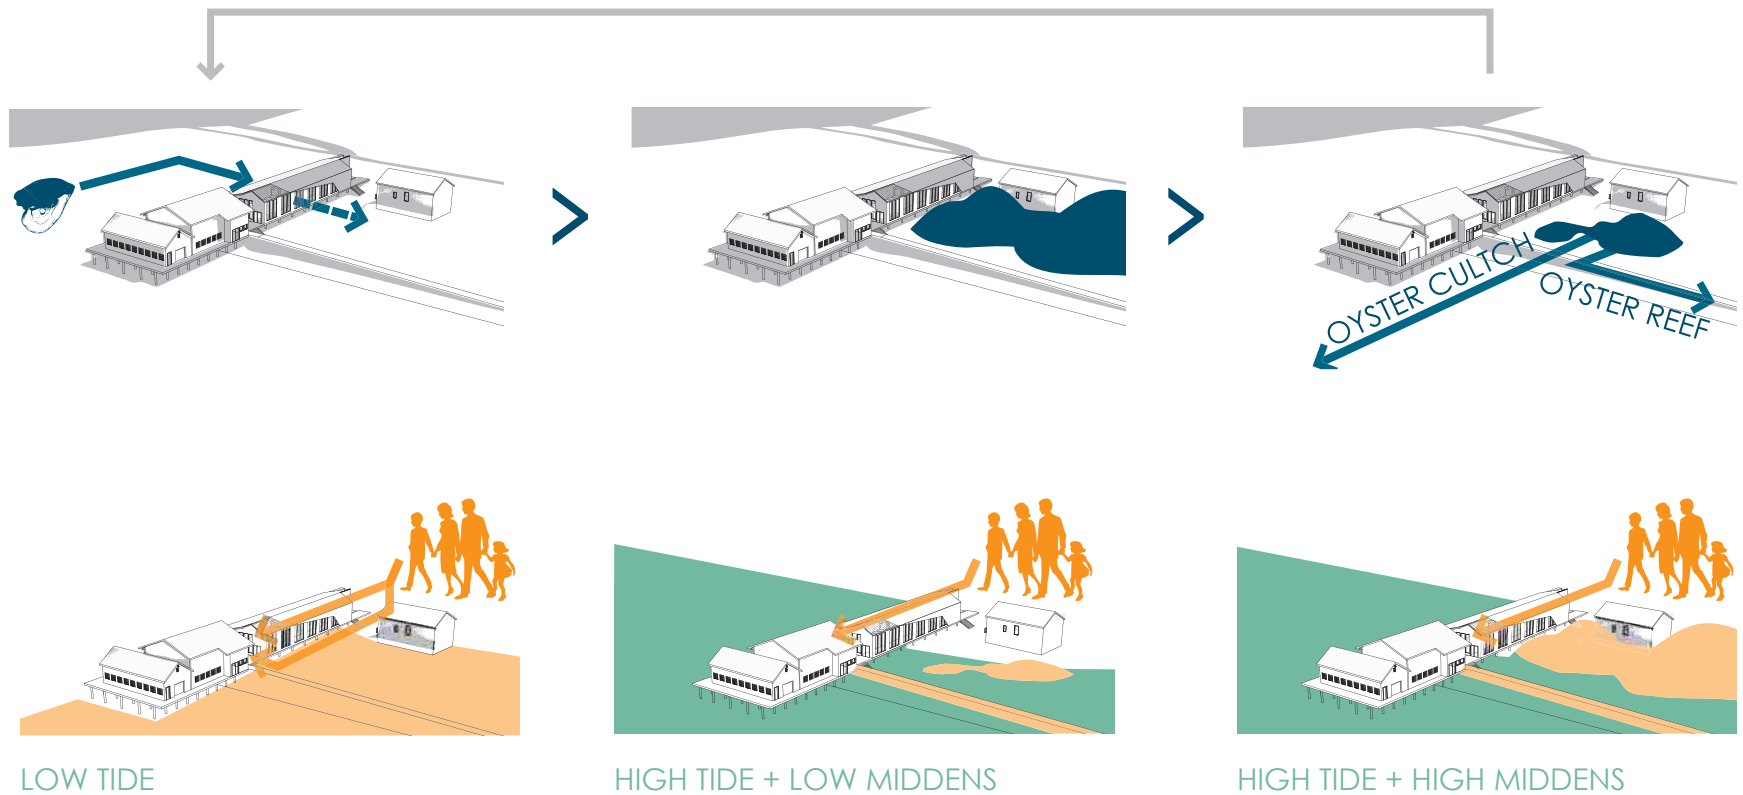 OYSTER CULTCH
OYSTER REEF
LOW TIDE
HIGH TIDE + LOW MIDDENS
HIGH TIDE + HIGH MIDDENS